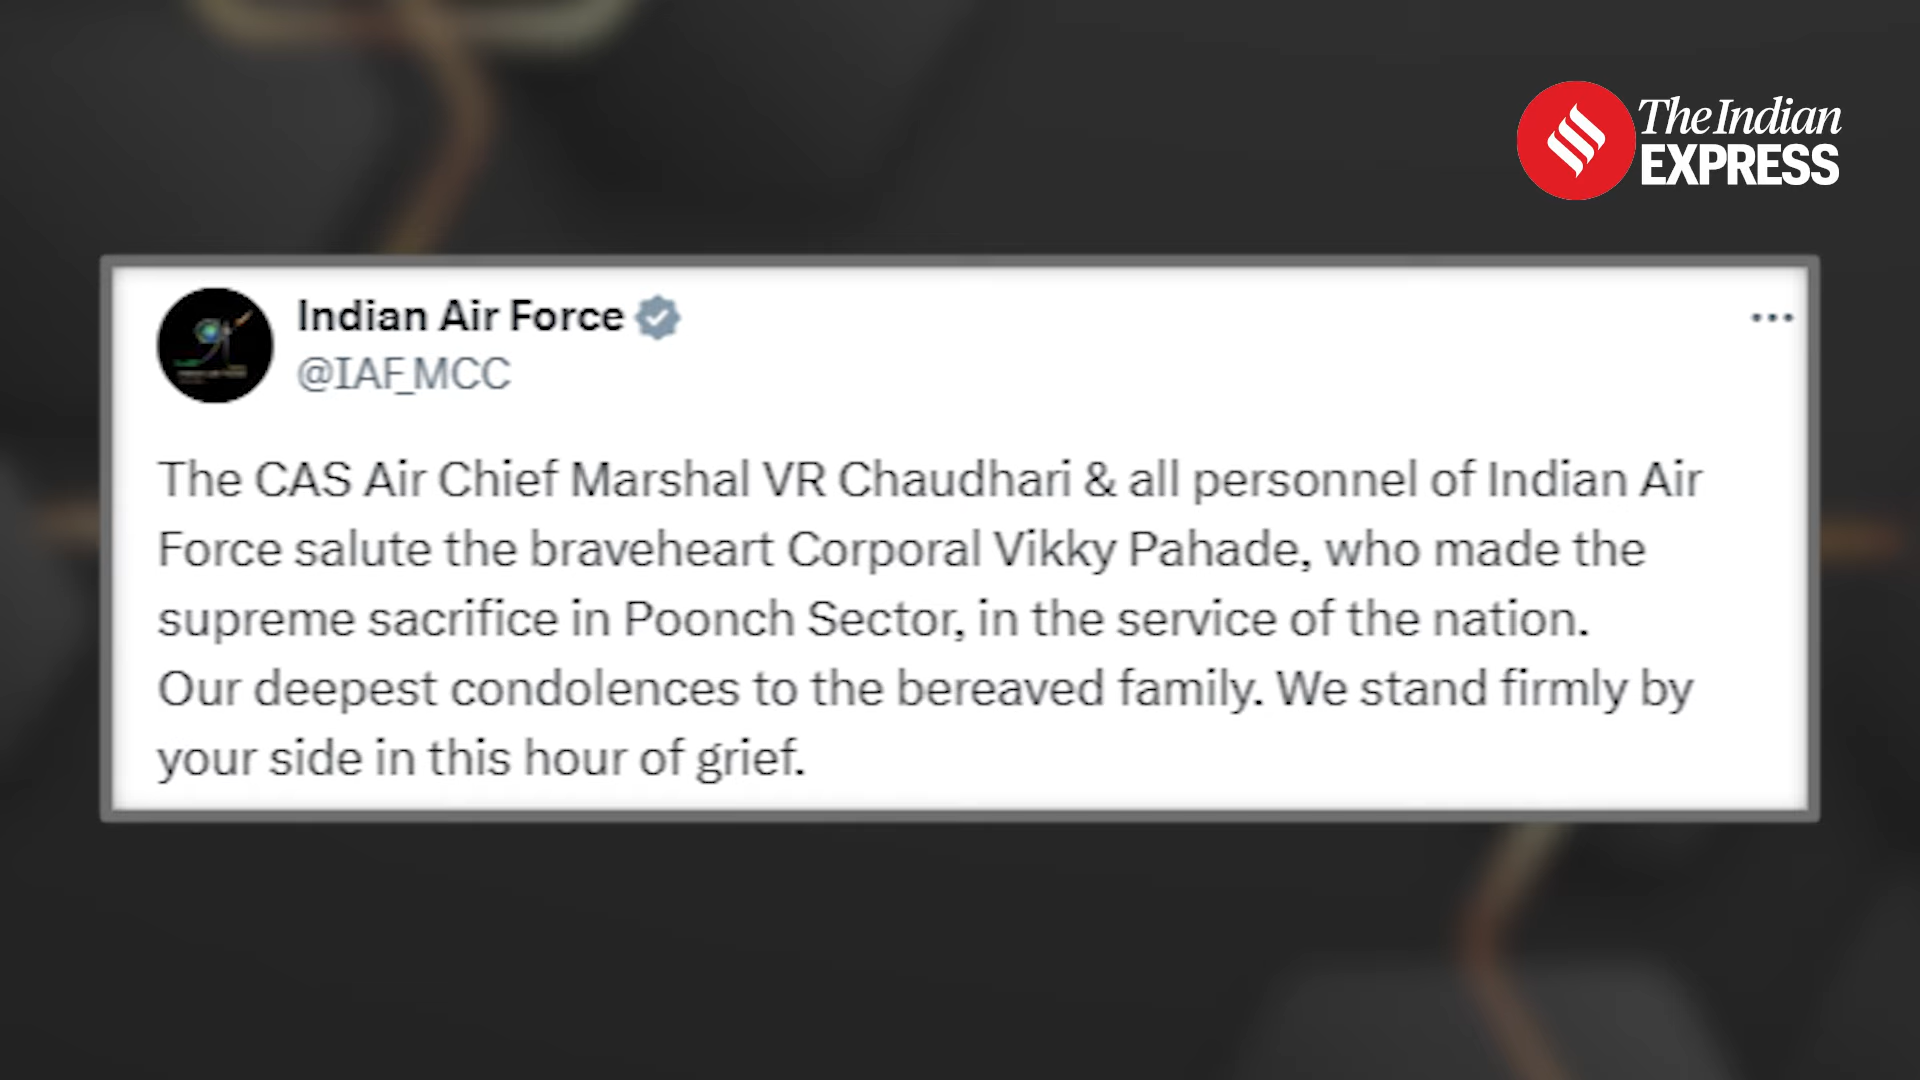 The Indian
EXPRESS
Indian Air Force
@IAF_MCC
The CAS Air Chief Marshal VR Chaudhari & all personnel of Indian Air
Force salute the braveheart Corporal Vikky Pahade, who made the
supreme sacrifice in Poonch Sector, in the service of the nation.
Our deepest condolences to the bereaved family. We stand firmly by
your side in this hour of grief.